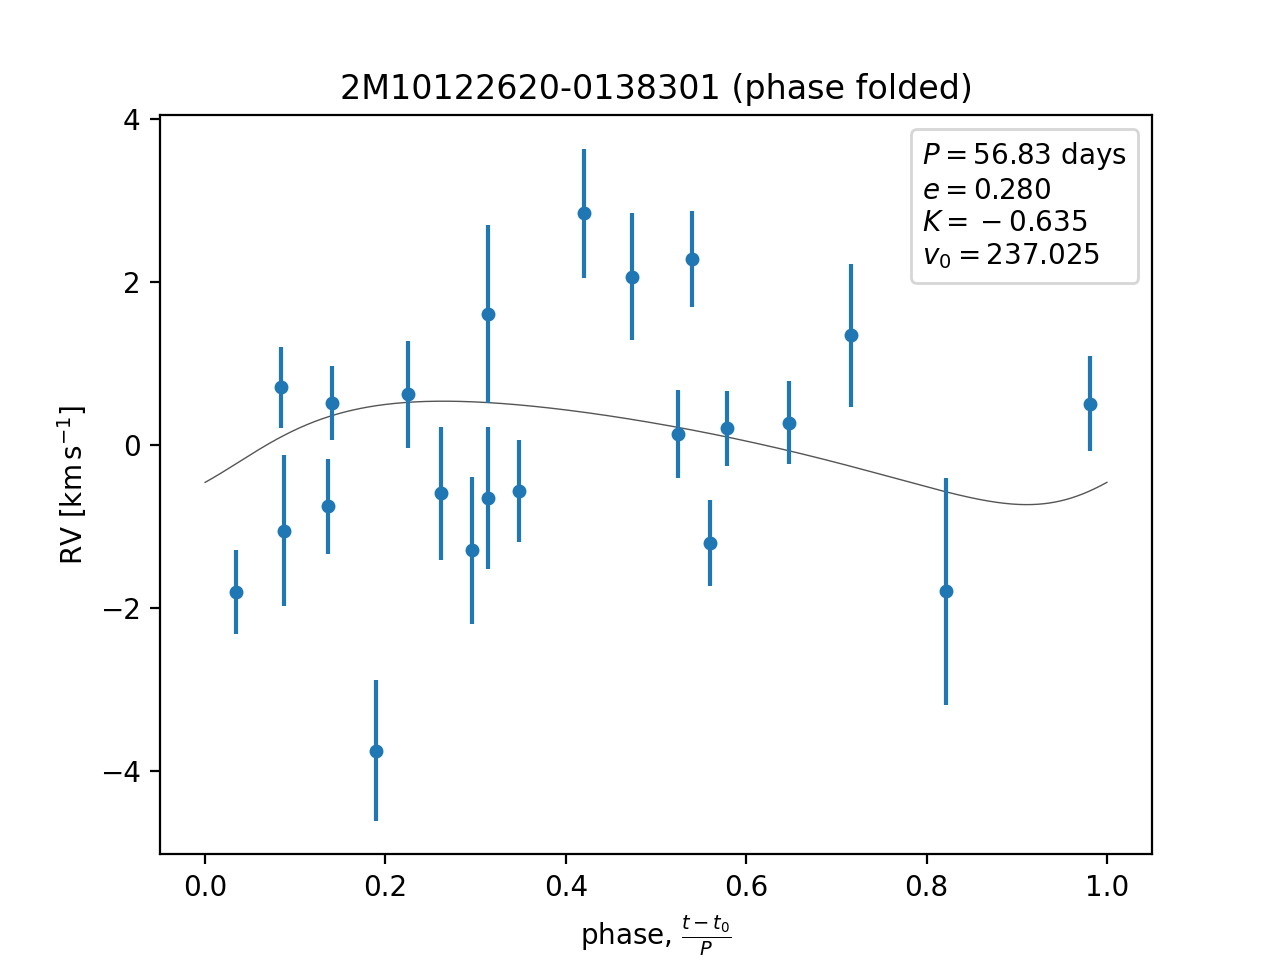 2M10122620-0138301 (phase folded)
P = 56.83 days
e = 0.280
K = − 0.635
v₀ = 237.025
4
2
0
−2
−4
RV [km s⁻¹]
0.0 0.2 0.4 0.6 0.8 1.0
phase, (t − t₀)/P